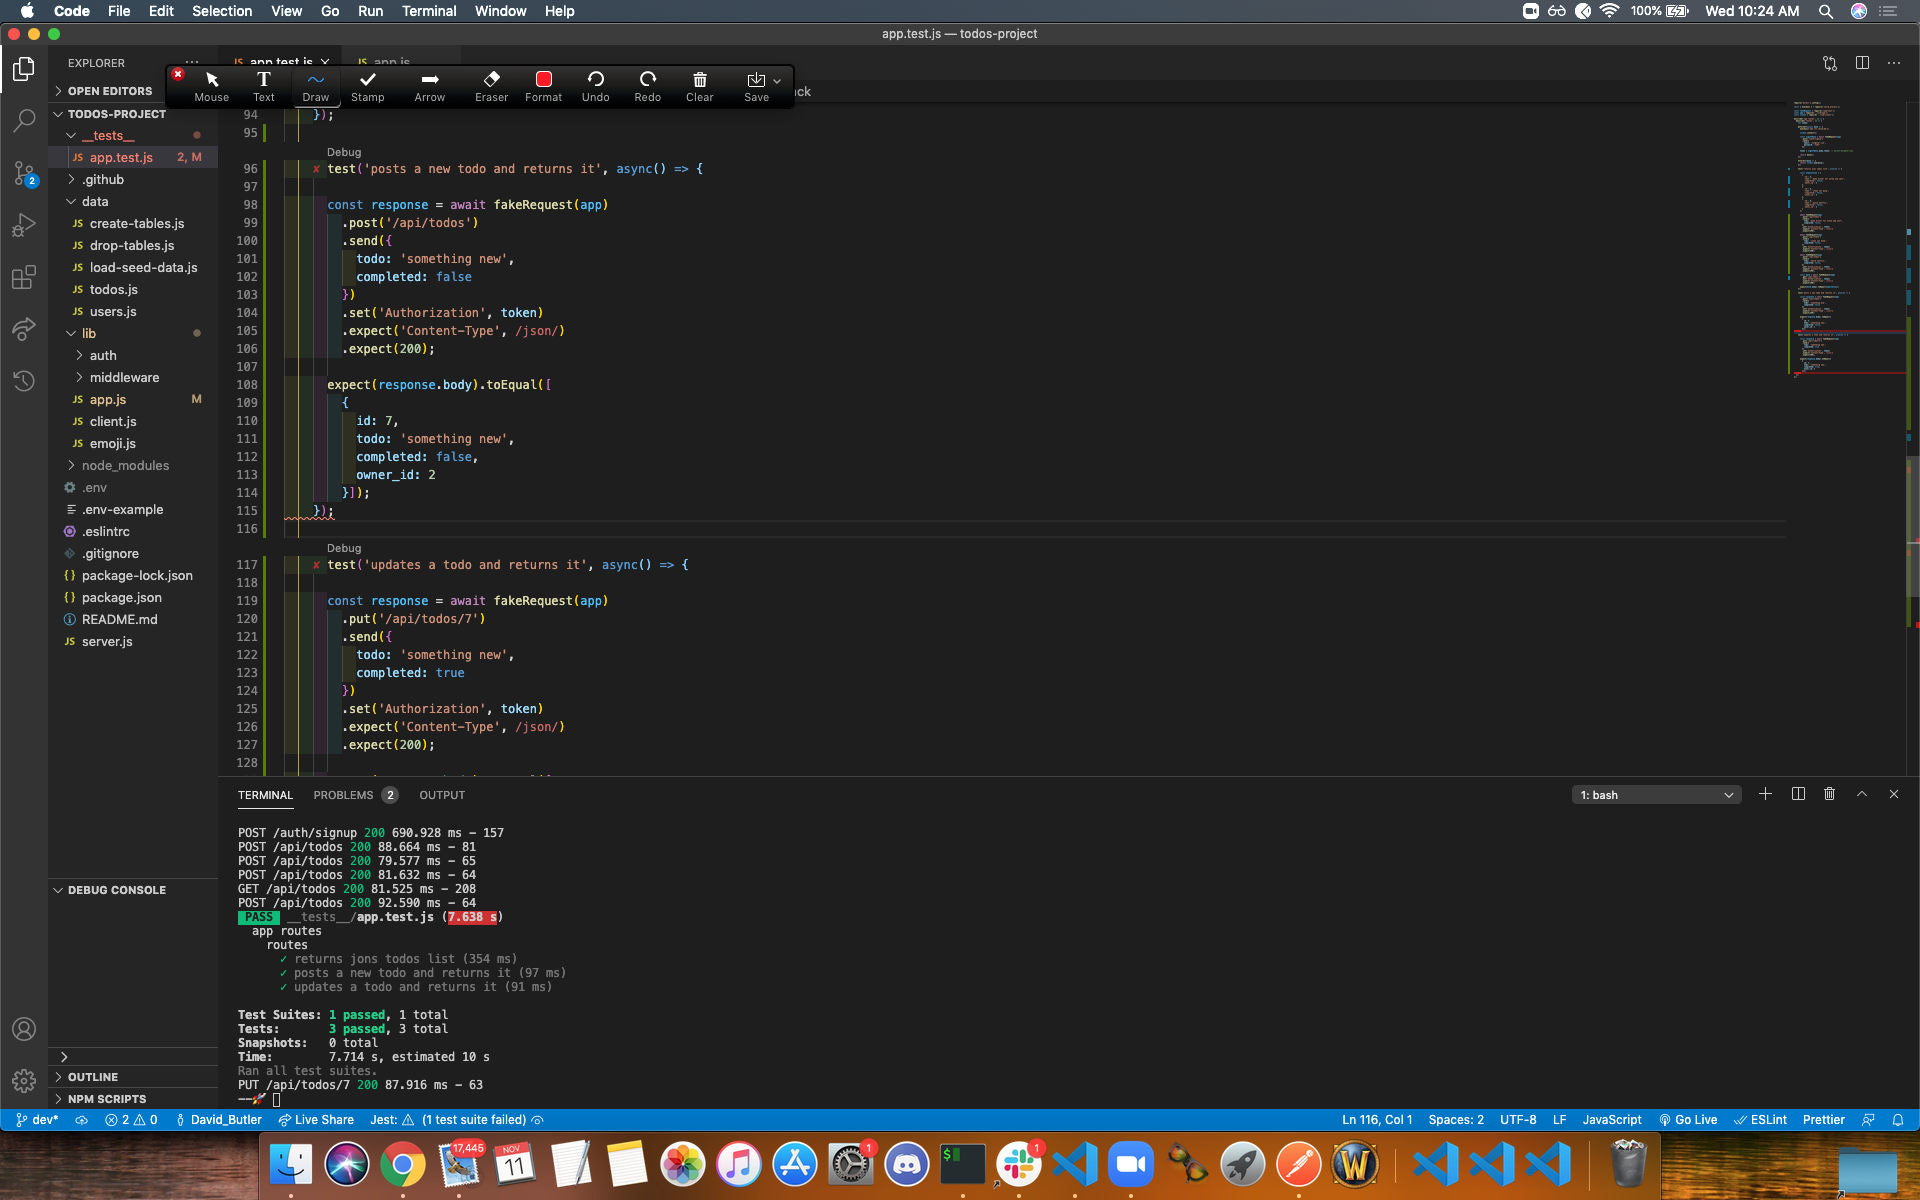 Code File Edit Selection View Go Run Terminal Window Help 100% Wed 10:24 AM
app.test.js — todos-project
EXPLORER ... JS app.test.js × JS app.js
Mouse Text Draw Stamp Arrow Eraser Format Undo Redo Clear Save
ck
OPEN EDITORS
TODOS-PROJECT
__tests__
JS app.test.js 2, M
.github
data
JS create-tables.js
JS drop-tables.js
JS load-seed-data.js
JS todos.js
JS users.js
lib
auth
middleware
JS app.js M
JS client.js
JS emoji.js
node_modules
.env
.env-example
.eslintrc
.gitignore
{} package-lock.json
{} package.json
README.md
JS server.js
DEBUG CONSOLE
OUTLINE
NPM SCRIPTS
94 });
95
Debug
96 ✘ test('posts a new todo and returns it', async() => {
97
98 const response = await fakeRequest(app)
99 .post('/api/todos')
100 .send({
101 todo: 'something new',
102 completed: false
103 })
104 .set('Authorization', token)
105 .expect('Content-Type', /json/)
106 .expect(200);
107
108 expect(response.body).toEqual([
109 {
110 id: 7,
111 todo: 'something new',
112 completed: false,
113 owner_id: 2
114 }]);
115 });
116
Debug
117 ✘ test('updates a todo and returns it', async() => {
118
119 const response = await fakeRequest(app)
120 .put('/api/todos/7')
121 .send({
122 todo: 'something new',
123 completed: true
124 })
125 .set('Authorization', token)
126 .expect('Content-Type', /json/)
127 .expect(200);
128
TERMINAL PROBLEMS 2 OUTPUT 1: bash
POST /auth/signup 200 690.928 ms - 157
POST /api/todos 200 88.664 ms - 81
POST /api/todos 200 79.577 ms - 65
POST /api/todos 200 81.632 ms - 64
GET /api/todos 200 81.525 ms - 208
POST /api/todos 200 92.590 ms - 64
PASS __tests__/app.test.js (7.638 s)
app routes
routes
✓ returns jons todos list (354 ms)
✓ posts a new todo and returns it (97 ms)
✓ updates a todo and returns it (91 ms)
Test Suites: 1 passed, 1 total
Tests: 3 passed, 3 total
Snapshots: 0 total
Time: 7.714 s, estimated 10 s
Ran all test suites.
PUT /api/todos/7 200 87.916 ms - 63
dev* 2 0 David_Butler Live Share Jest: (1 test suite failed) Ln 116, Col 1 Spaces: 2 UTF-8 LF JavaScript Go Live ESLint Prettier
17,445 NOV 11 1 1